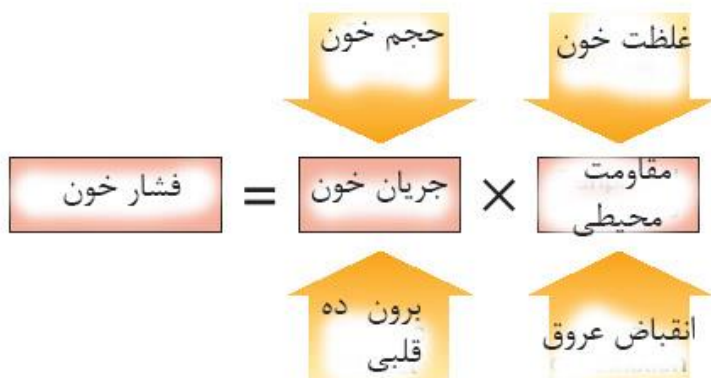 حجم خون
غلظت خون
فشار خون = جریان خون × مقاومت
محیطی
برون ده
قلبی
انقباض عروق